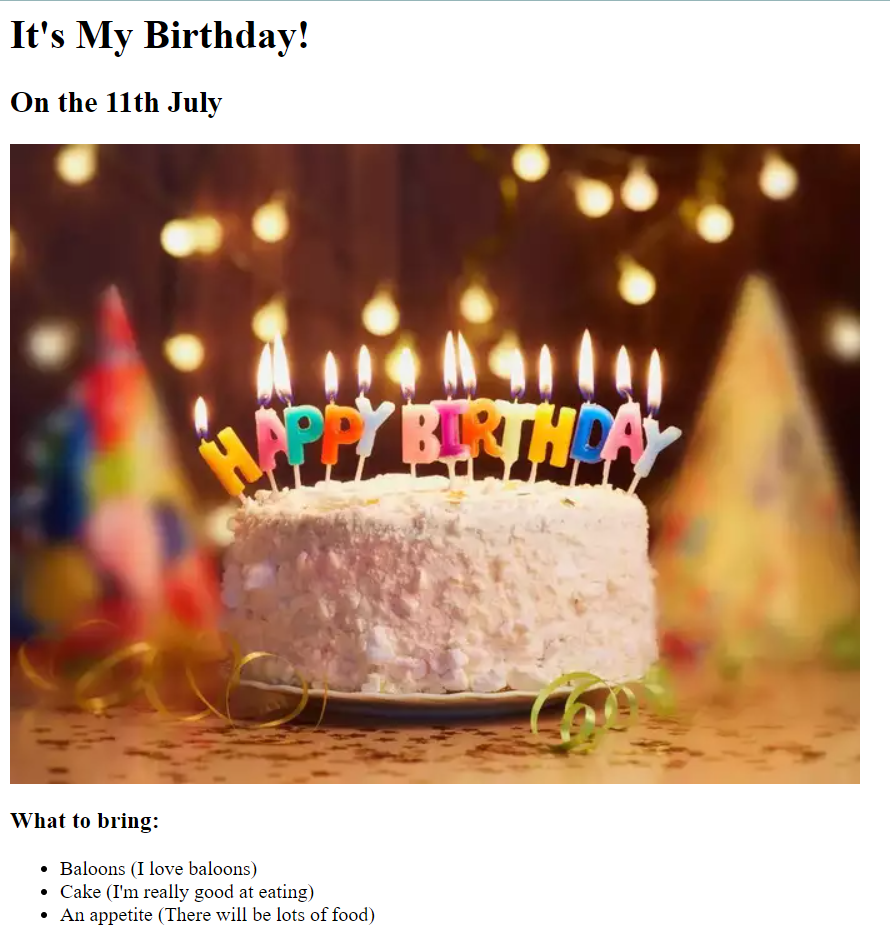 It's My Birthday!
On the 11th July
HAPPY BIRTHDAY
What to bring:
Baloons (I love baloons)
Cake (I'm really good at eating)
An appetite (There will be lots of food)